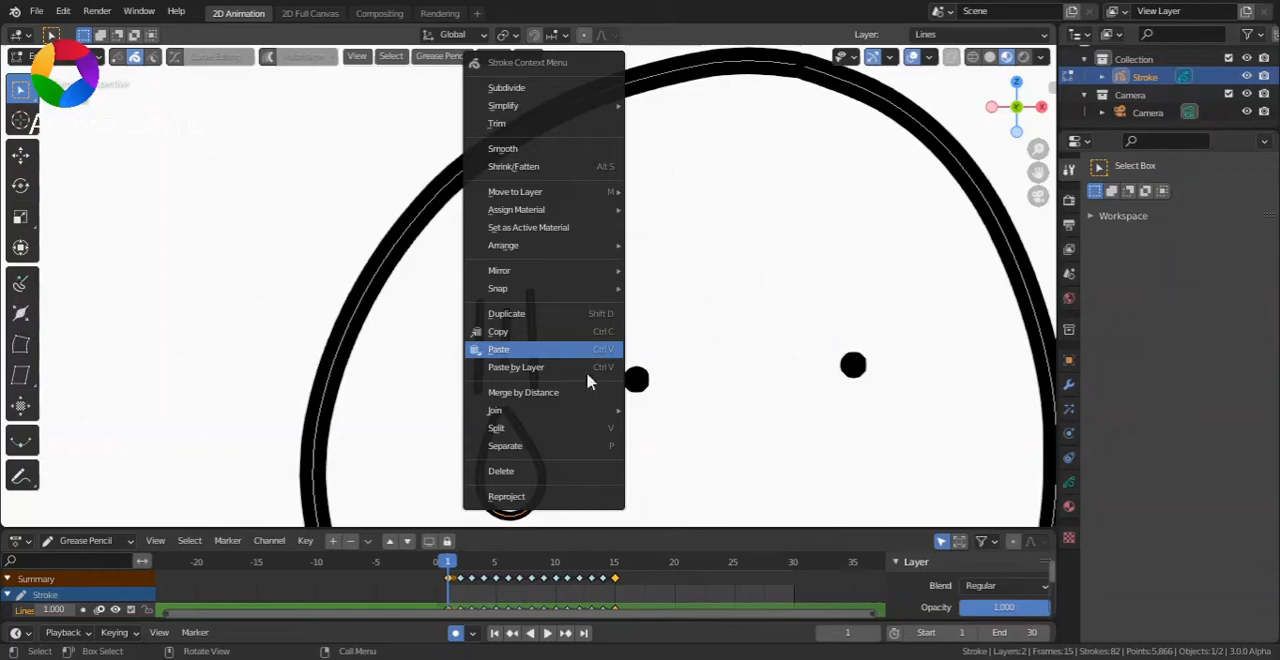 File Edit Render Window Help 2D Animation 2D Full Canvas Compositing Rendering + Scene View Layer
Global Layer: Lines
View Select Grease Penc
Stroke Context Menu
Subdivide
Simplify
Trim
Smooth
Shrink/Fatten Alt S
Move to Layer M
Assign Material
Set as Active Material
Arrange
Mirror
Snap
Duplicate Shift D
Copy Ctrl C
Paste Ctrl V
Paste by Layer Ctrl V
Merge by Distance
Join
Split V
Separate P
Delete
Reproject
Z
X
Collection
Stroke
Camera
Camera
Select Box
Workspace
Grease Pencil View Select Marker Channel Key
-20 -15 -10 -5 1 5 10 15 20 25 30 35
Summary
Stroke
Lines 1.000
Layer
Blend Regular
Opacity 1.000
Playback Keying View Marker 1 Start 1 End 30
Select Box Select Rotate View Call Menu Stroke | Layers:2 | Frames:15 | Strokes:82 | Points:5,866 | Objects:1/2 | 3.0.0 Alpha